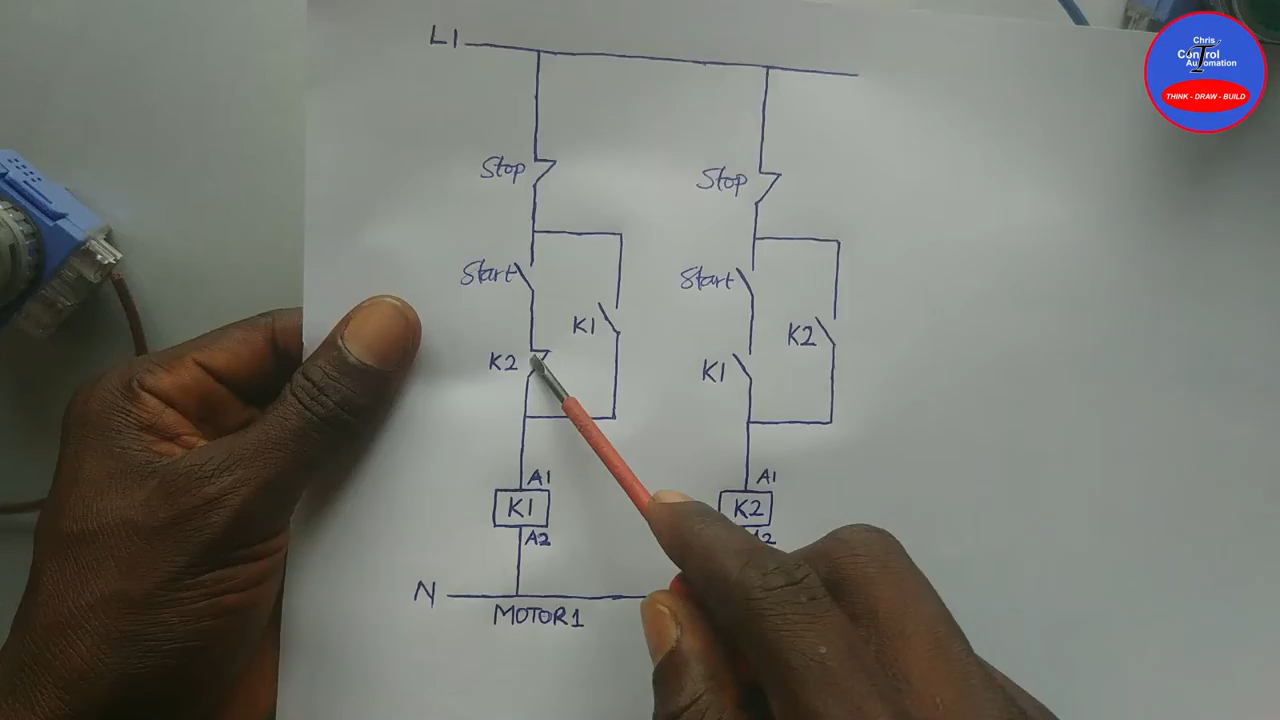 L1
Stop
Stop
Start
K1
Start
K2
K2
K1
A1
K1
A2
A1
K2
A2
N
MOTOR1
Chris
Control
Automation
THINK - DRAW - BUILD